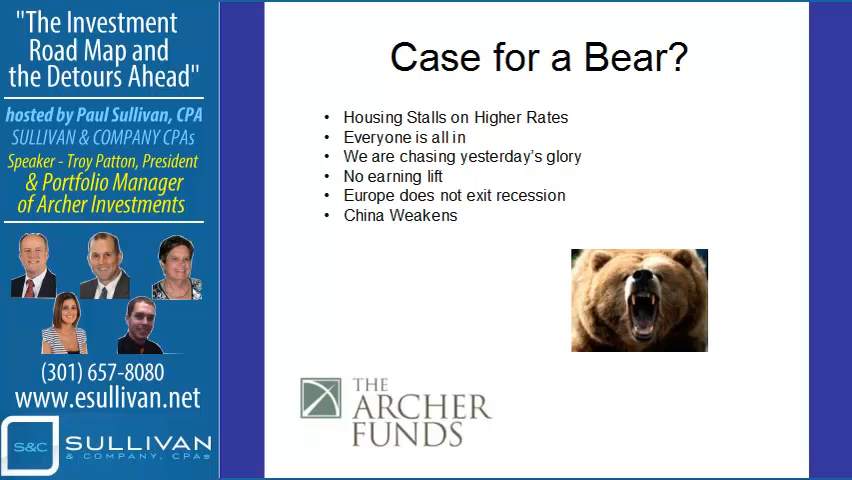 "The Investment
Road Map and
the Detours Ahead"
hosted by Paul Sullivan, CPA
SULLIVAN & COMPANY CPAs
Speaker - Troy Patton, President
& Portfolio Manager
of Archer Investments
(301) 657-8080
www.esullivan.net
S&C SULLIVAN
& COMPANY, CPAs
Case for a Bear?
• Housing Stalls on Higher Rates
• Everyone is all in
• We are chasing yesterday's glory
• No earning lift
• Europe does not exit recession
• China Weakens
THE
ARCHER
FUNDS